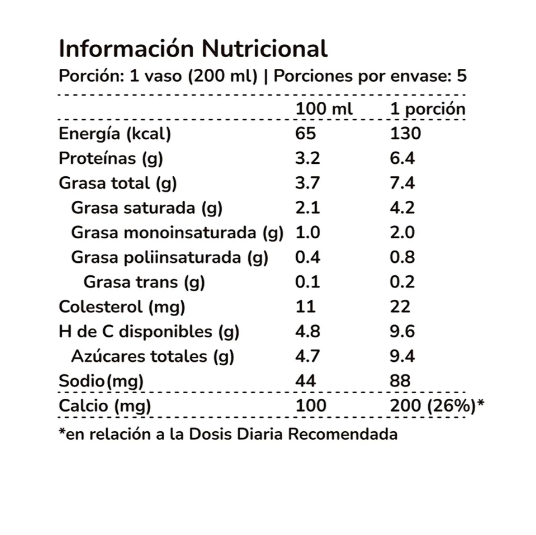 Información Nutricional
Porción: 1 vaso (200 ml) | Porciones por envase: 5
100 ml 1 porción
Energía (kcal) 65 130
Proteínas (g) 3.2 6.4
Grasa total (g) 3.7 7.4
Grasa saturada (g) 2.1 4.2
Grasa monoinsaturada (g) 1.0 2.0
Grasa poliinsaturada (g) 0.4 0.8
Grasa trans (g) 0.1 0.2
Colesterol (mg) 11 22
H de C disponibles (g) 4.8 9.6
Azúcares totales (g) 4.7 9.4
Sodio(mg) 44 88
Calcio (mg) 100 200 (26%)*
*en relación a la Dosis Diaria Recomendada